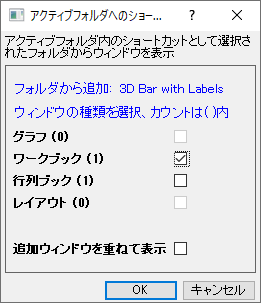 アクティブフォルダへのショー...
アクティブフォルダ内のショートカットとして選択さ
れたフォルダからウィンドウを表示
フォルダから追加: 3D Bar with Labels
ウィンドウの種類を選択、カウントは( )内
グラフ (0)
ワークブック (1)
行列ブック (1)
レイアウト (0)
追加ウィンドウを重ねて表示
OK
キャンセル